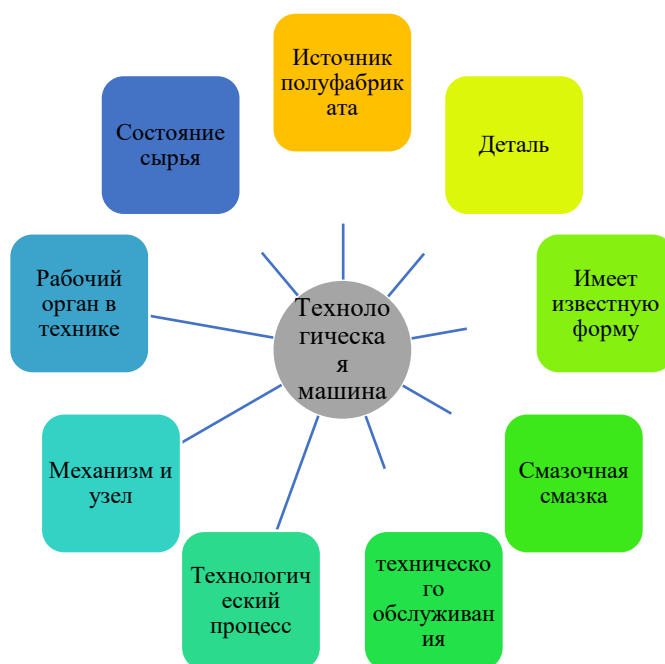 Источник
полуфабрик
ата
Деталь
Имеет
известную
форму
Смазочная
смазка
техническо
го
обслуживан
ия
Технологич
еский
процесс
Механизм и
узел
Рабочий
орган в
технике
Состояние
сырья
Техноло
гическа
я
машина